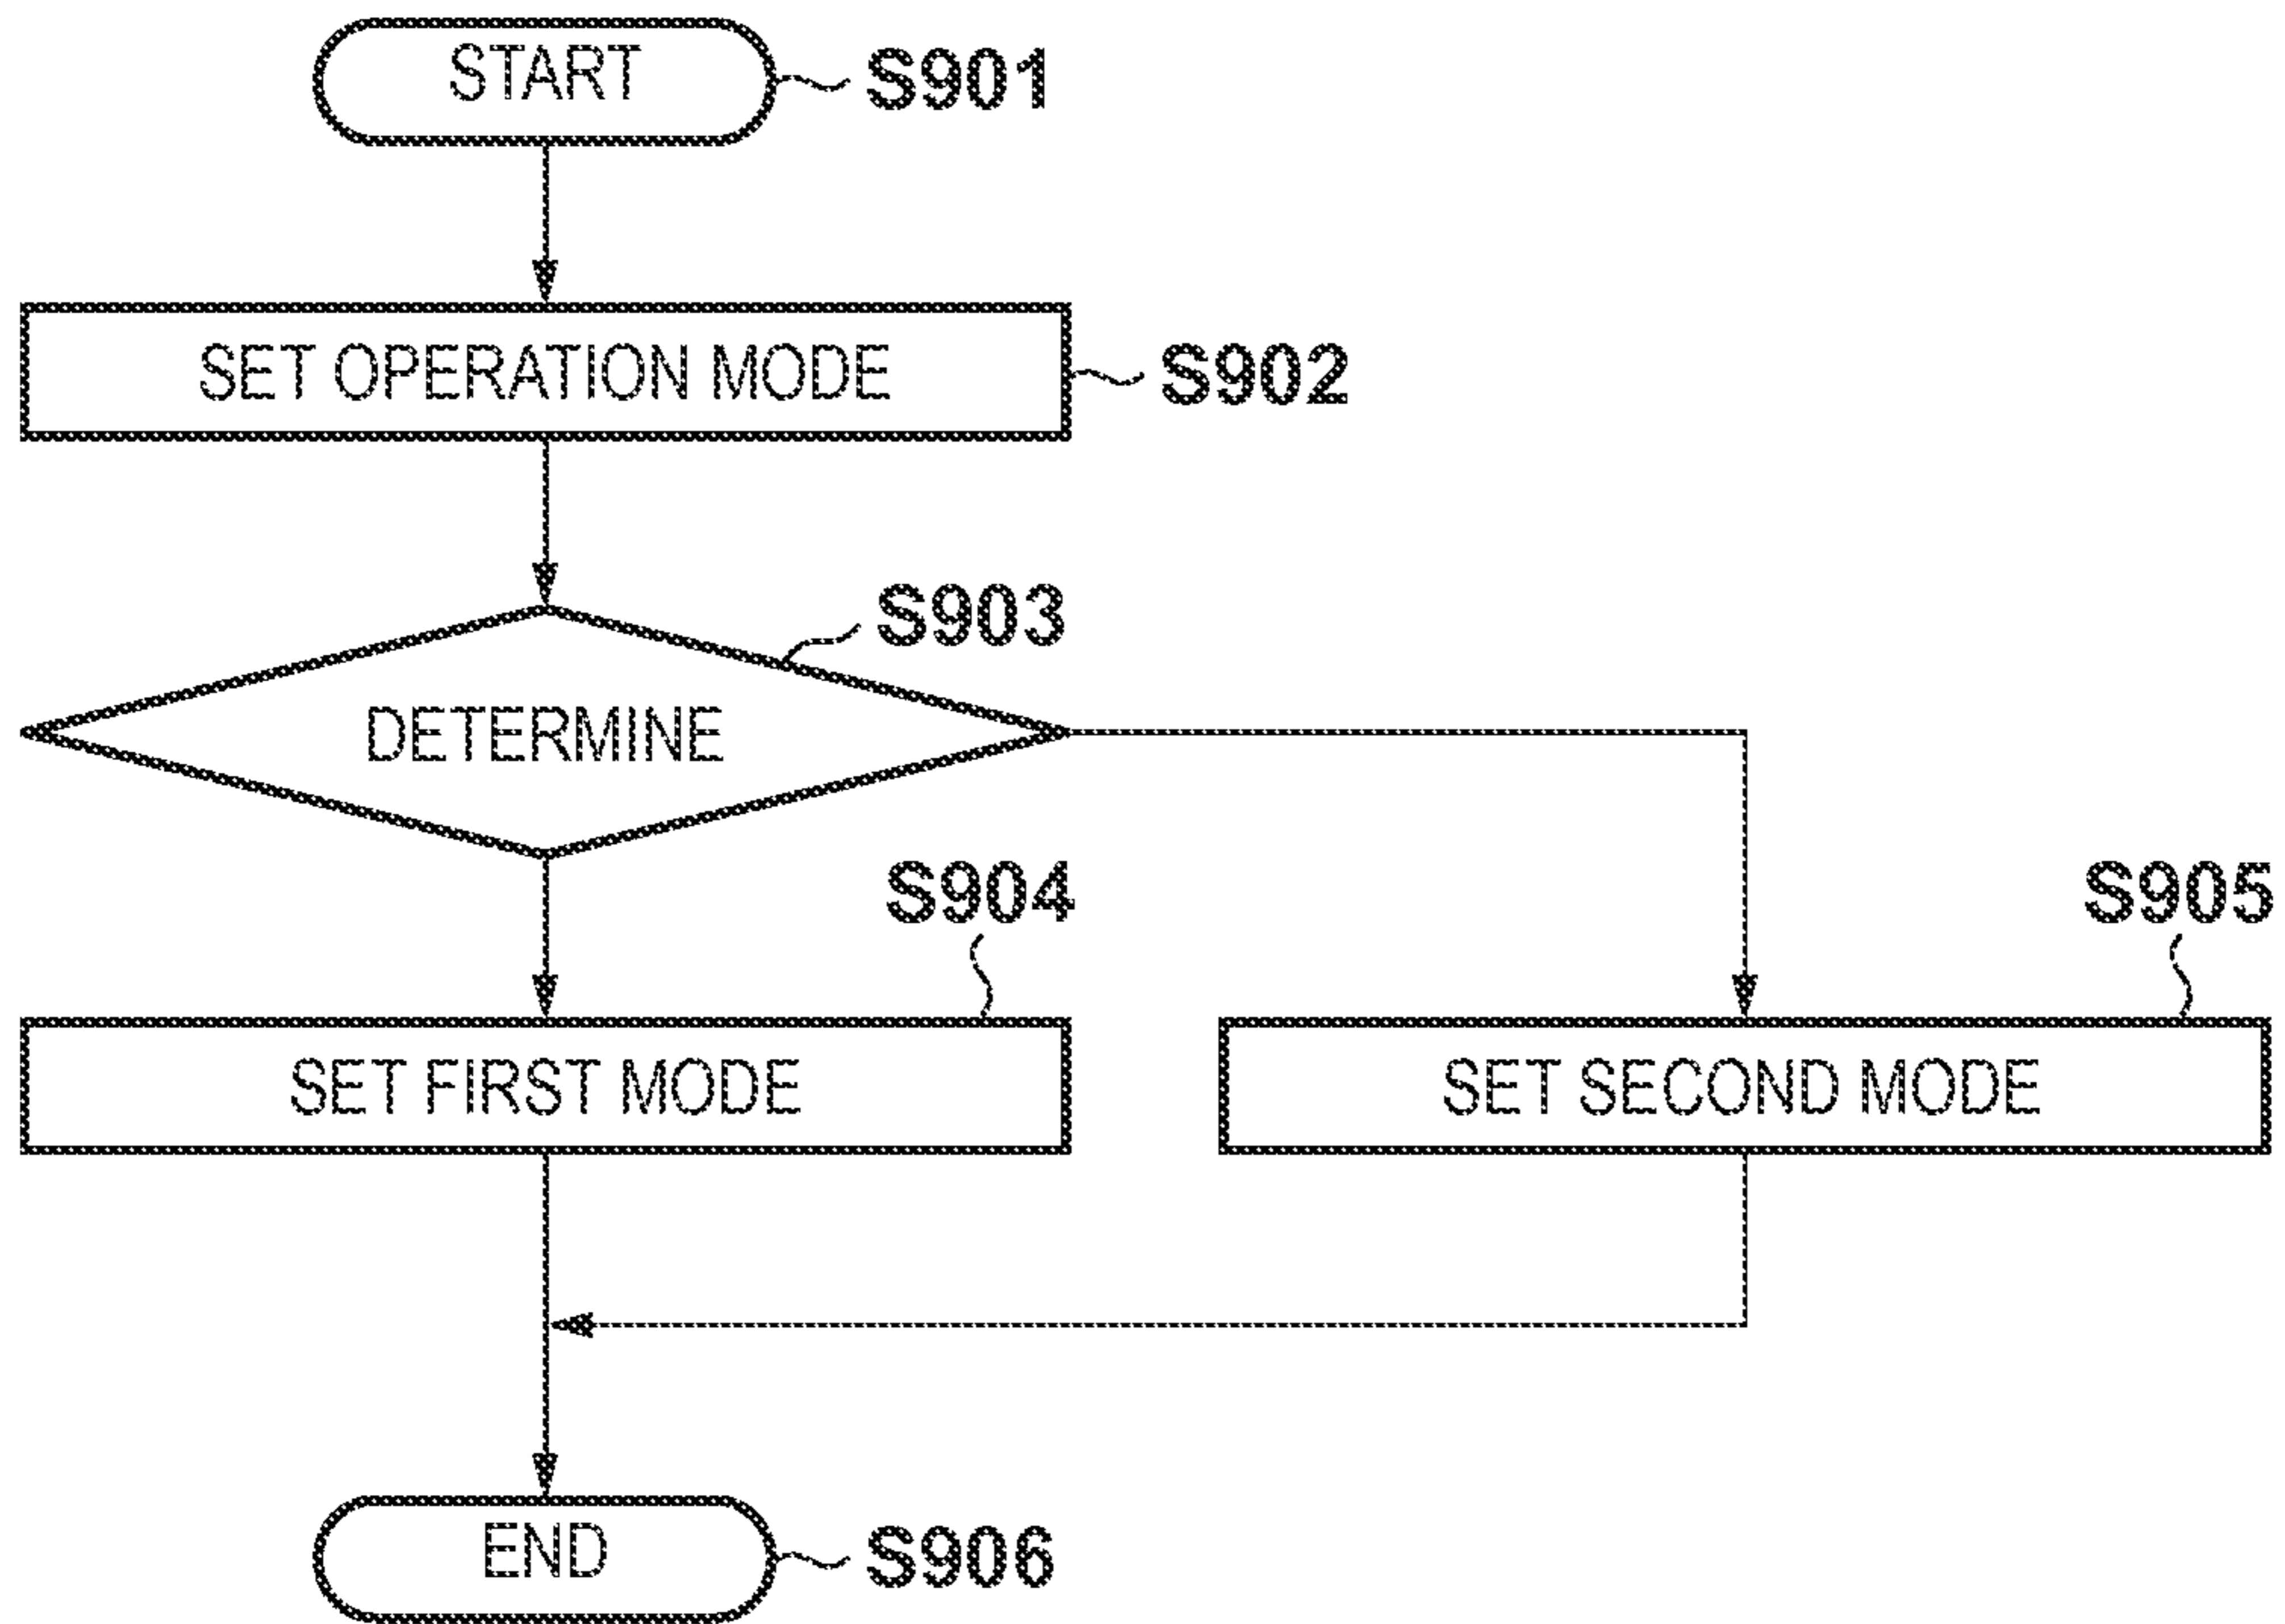 START
S901
SET OPERATION MODE
S902
S903
DETERMINE
S904
S905
SET FIRST MODE
SET SECOND MODE
END
S906